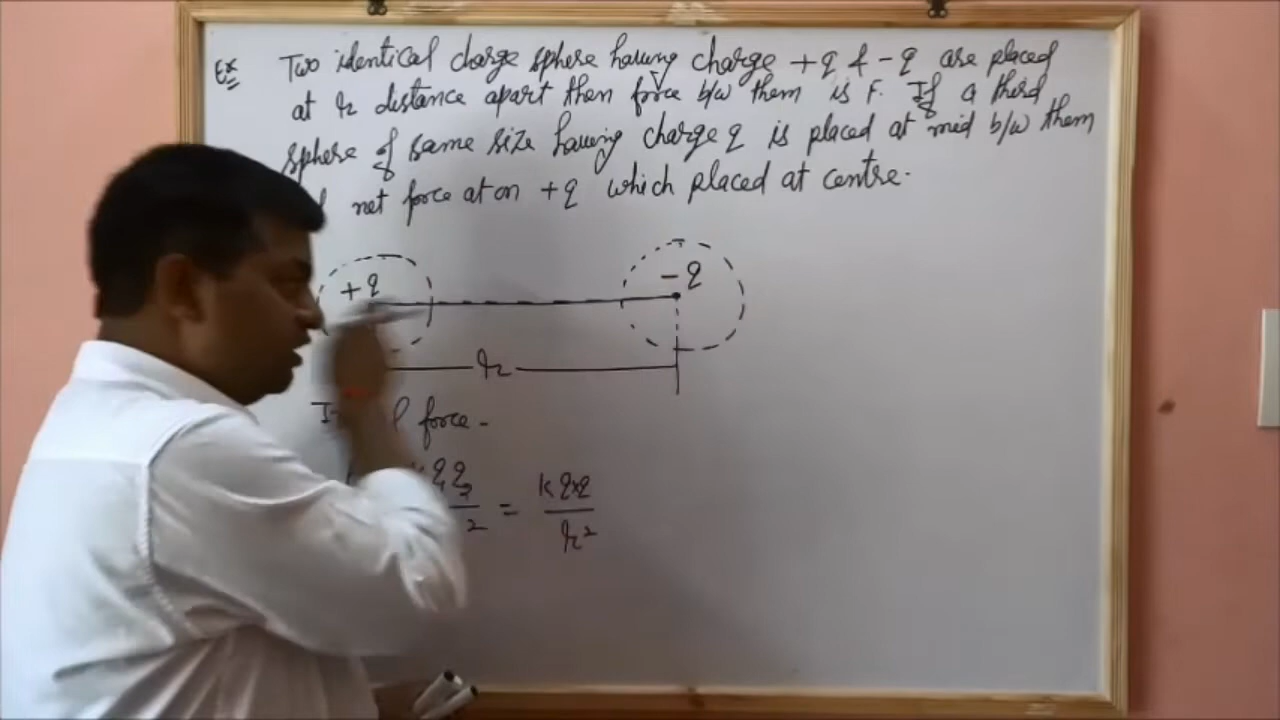 Ex Two identical charge sphere having charge +q & -q are placed
at r distance apart then force b/w them is F. If a third
sphere of same size having charge q is placed at mid b/w them
net force at on +q which placed at centre.
+q
-q
r
force -
= k q×q / r²